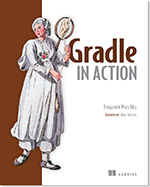 Gradle
IN ACTION
Benjamin Muschko
MANNING